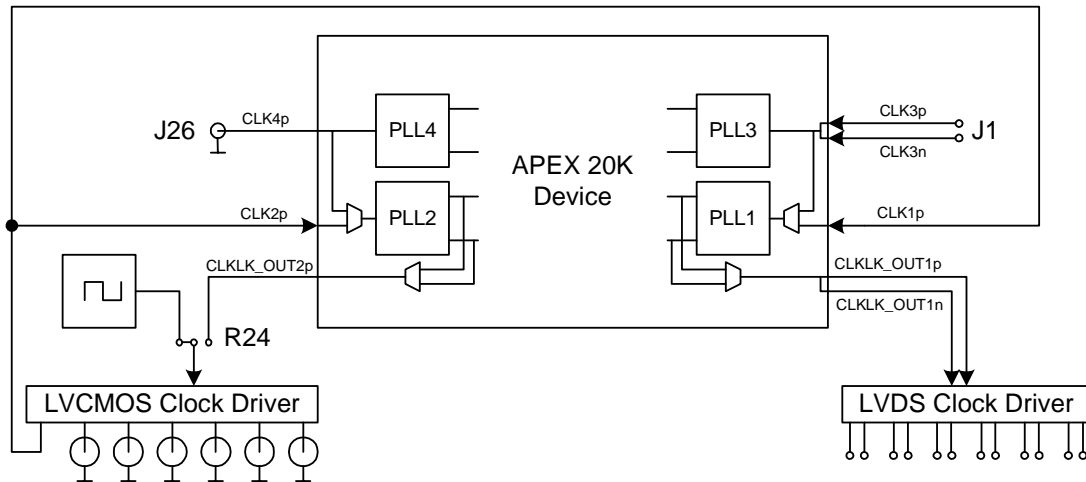 PLL4
PLL3
J26
CLK4p
CLK3p
J1
CLK3n
APEX 20K
Device
PLL2
PLL1
CLK2p
CLK1p
CLKLK_OUT2p
CLKLK_OUT1p
CLKLK_OUT1n
R24
LVCMOS Clock Driver
LVDS Clock Driver